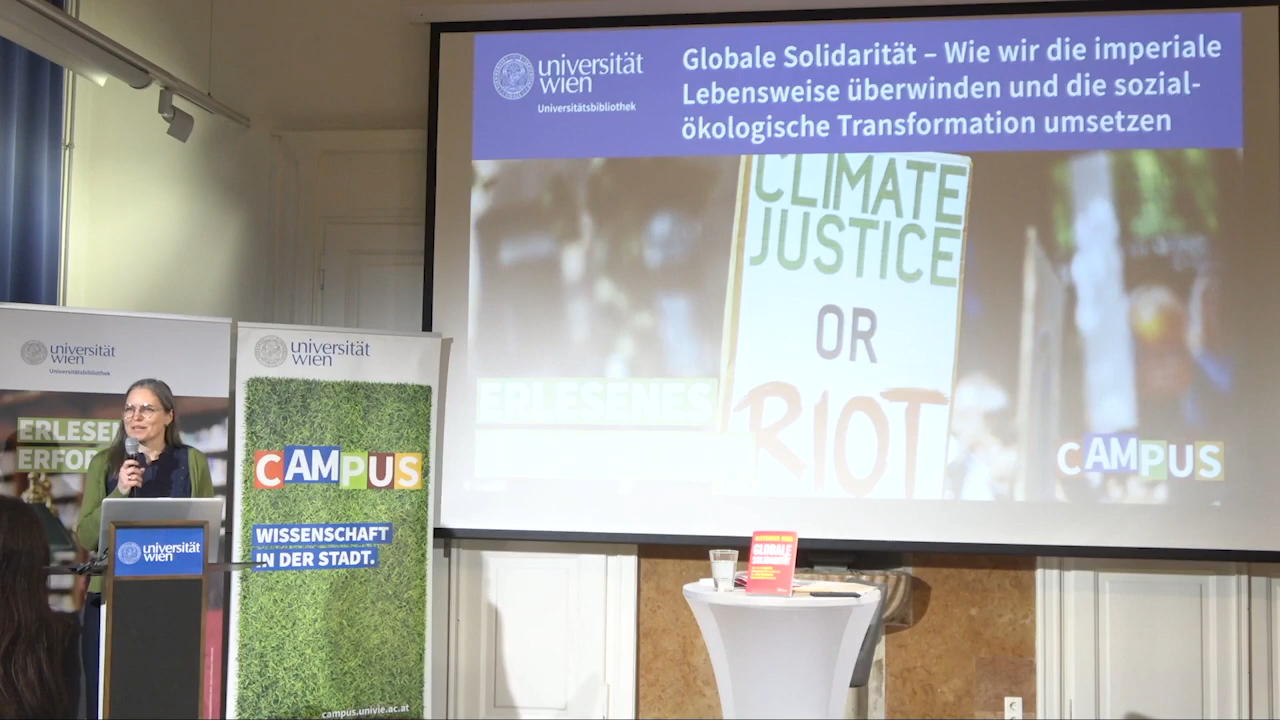 universität
wien
Universitätsbibliothek
Globale Solidarität – Wie wir die imperiale
Lebensweise überwinden und die sozial-
ökologische Transformation umsetzen
CLIMATE
JUSTICE
OR
RIOT
ERLESENES
CAMPUS
universität
wien
Universitätsbibliothek
ERLESEN
ERFOR
universität
wien
CAMPUS
WISSENSCHAFT
IN DER STADT.
campus.univie.ac.at
universität
wien
GLOBALE